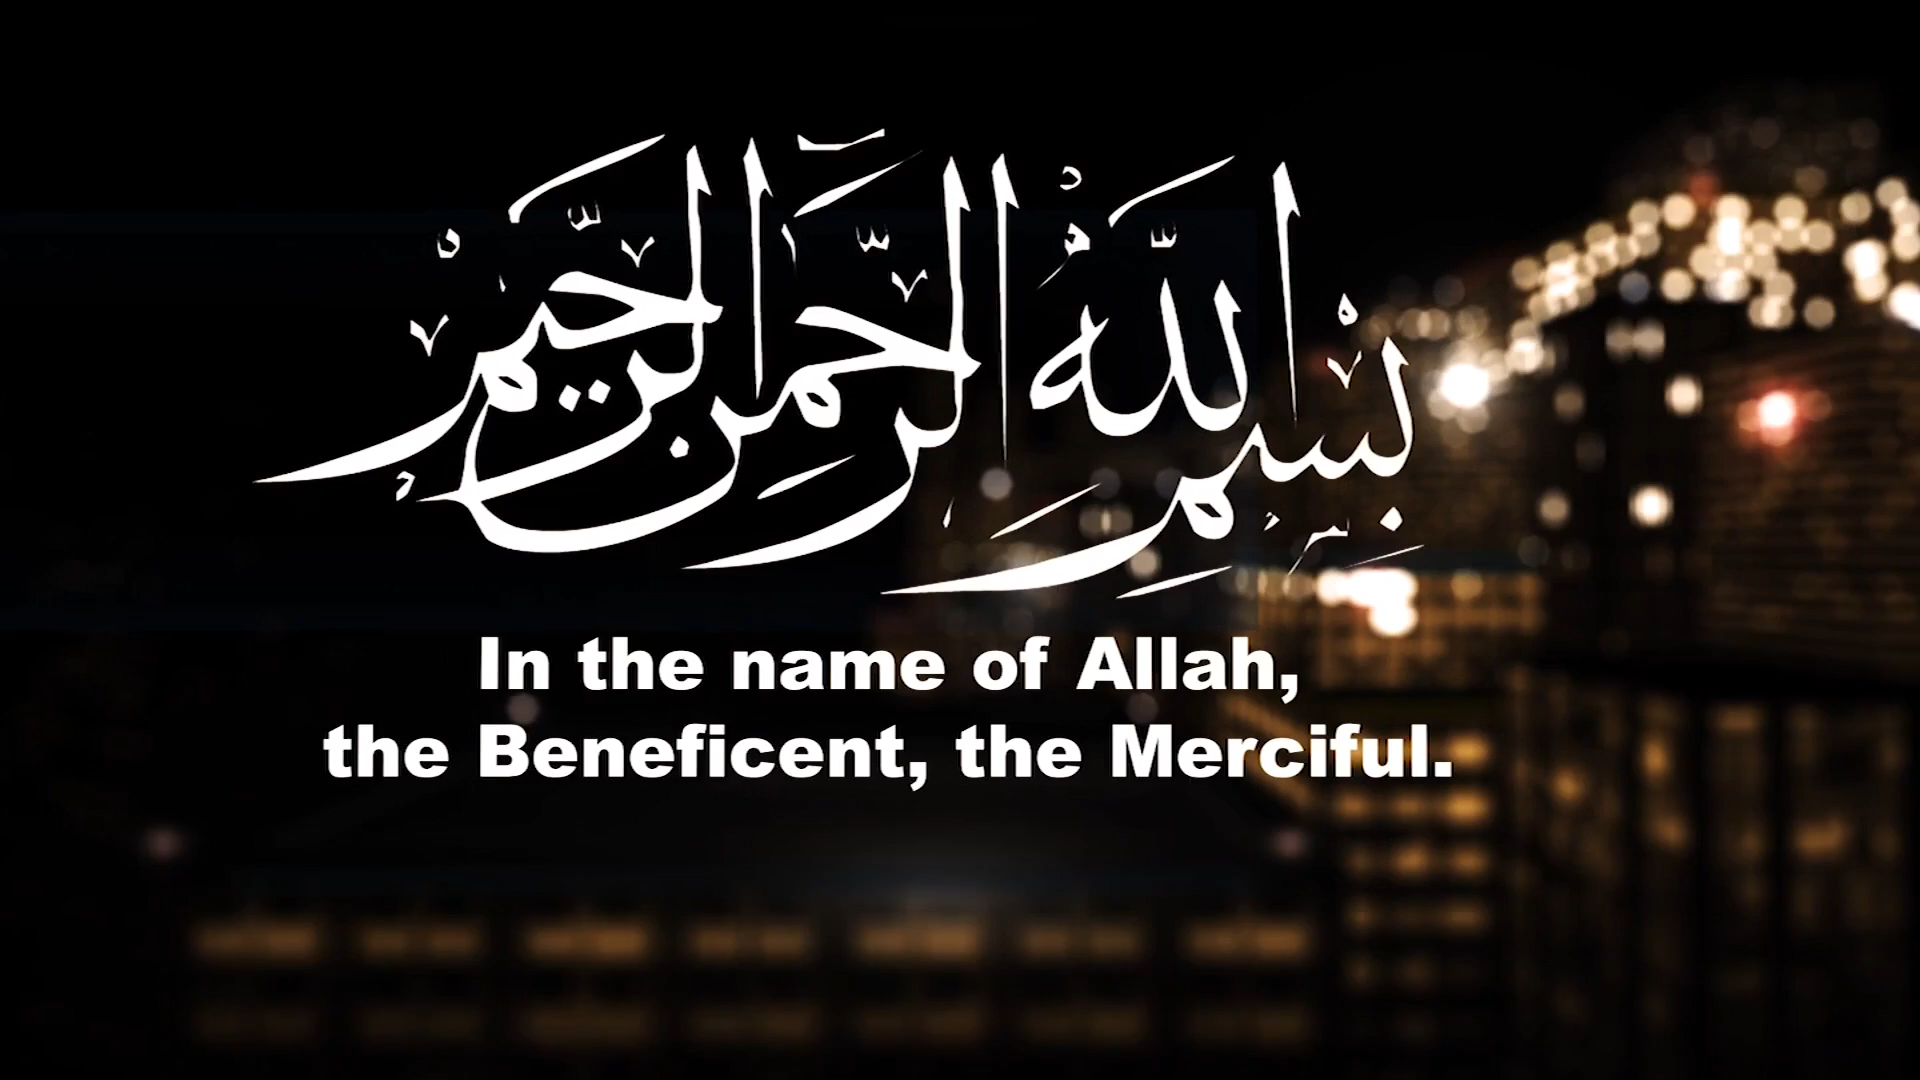 بِسْمِ اللَّهِ الرَّحْمَٰنِ الرَّحِيمِ
In the name of Allah,
the Beneficent, the Merciful.